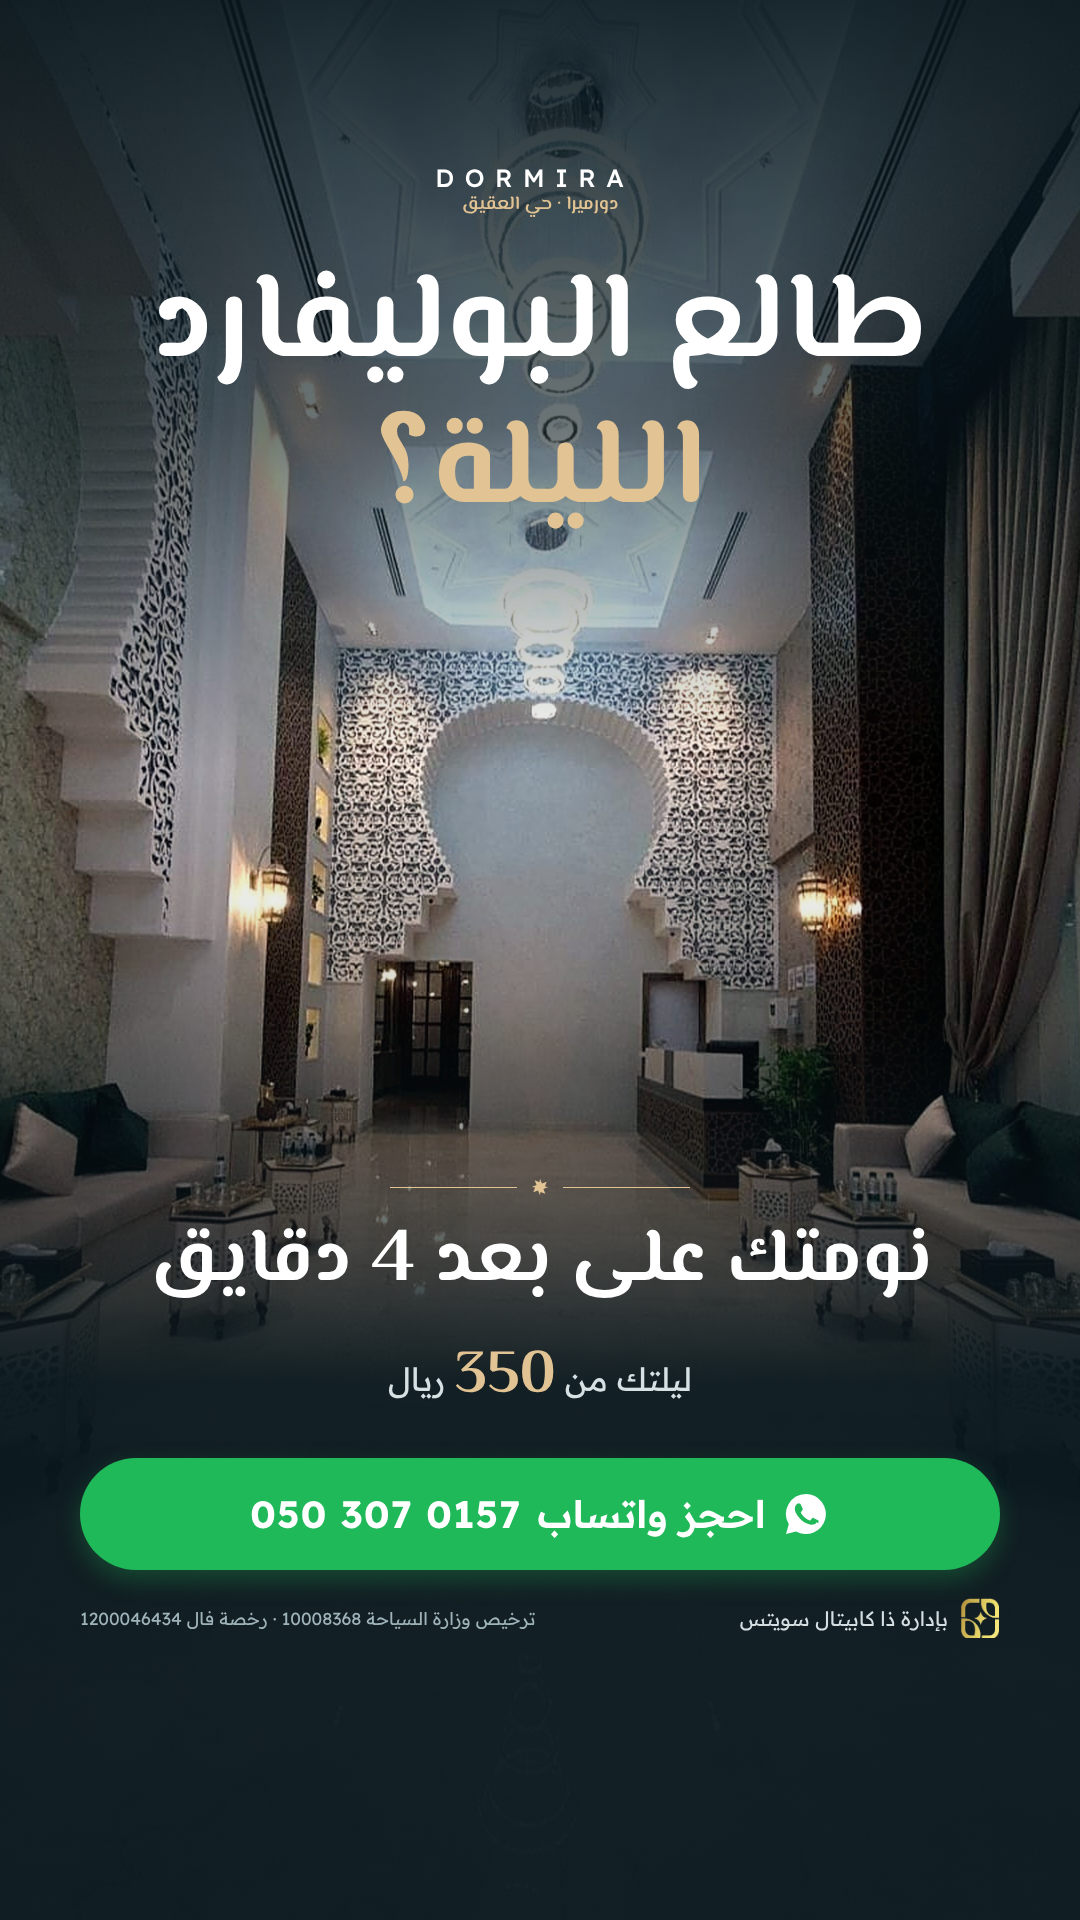 DORMIRA
دورميرا · حي العقيق
طالع البوليفارد
الليلة؟
نومتك على بعد 4 دقايق
ليلتك من 350 ريال
احجز واتساب 0157 307 050
بإدارة ذا كابيتال سويتس
ترخيص وزارة السياحة 10008368 · رخصة فال 1200046434